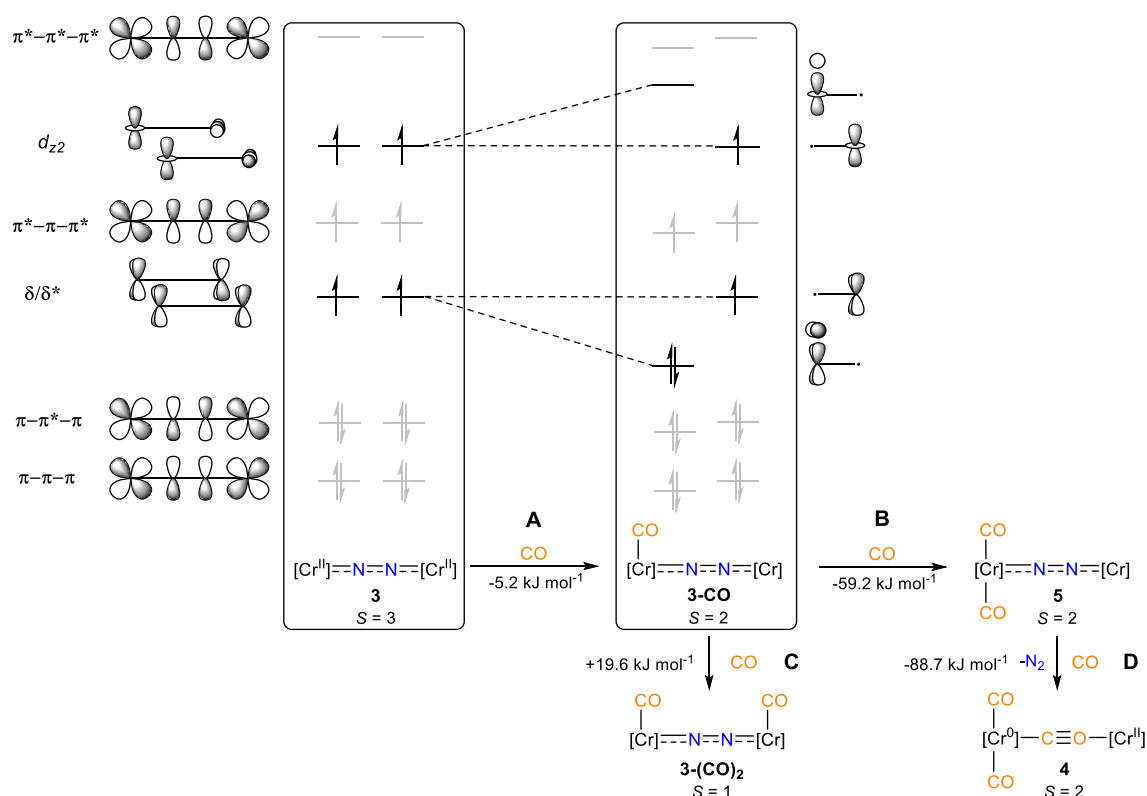 π*–π*–π*
d_z2
π*–π–π*
δ/δ*
π–π*–π
π–π–π
A
CO
-5.2 kJ mol⁻¹
[Crᴵᴵ]=N=N=[Crᴵᴵ]
3
S = 3
CO
[Cr]=N=N=[Cr]
3-CO
S = 2
B
CO
-59.2 kJ mol⁻¹
CO
[Cr]=N=N=[Cr]
CO
5
S = 2
+19.6 kJ mol⁻¹
CO
C
CO CO
[Cr]=N=N=[Cr]
3-(CO)₂
S = 1
-88.7 kJ mol⁻¹
-N₂
CO
D
CO
[Cr⁰]–C≡O–[Crᴵᴵ]
CO
4
S = 2